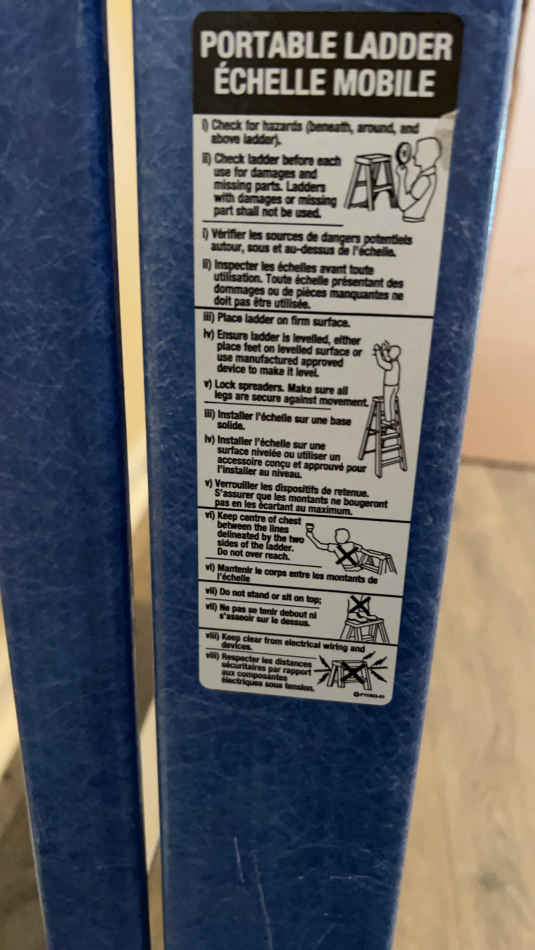 PORTABLE LADDER
ÉCHELLE MOBILE
i) Check for hazards (beneath, around, and
above ladder).
ii) Check ladder before each
use for damages and
missing parts. Ladders
with damages or missing
part shall not be used.
i) Vérifier les sources de dangers potentiels
autour, sous et au-dessus de l'échelle.
ii) Inspecter les échelles avant toute
utilisation. Toute échelle présentant des
dommages ou de pièces manquantes ne
doit pas être utilisée.
iii) Place ladder on firm surface.
iv) Ensure ladder is levelled, either
place feet on levelled surface or
use manufactured approved
device to make it level.
v) Lock spreaders. Make sure all
legs are secure against movement.
iii) Installer l'échelle sur une base
solide.
iv) Installer l'échelle sur une
surface nivelée ou utiliser un
accessoire conçu et approuvé pour
l'installer au niveau.
v) Verrouiller les dispositifs de retenue.
S'assurer que les montants ne bougeront
pas en les écartant au maximum.
vi) Keep centre of chest
between the lines
delineated by the two
sides of the ladder.
Do not over reach.
vi) Mantenir le corps entre les montants de
l'échelle
vii) Do not stand or sit on top;
vii) Ne pas se tenir debout ni
s'asseoir sur le dessus.
viii) Keep clear from electrical wiring and
devices.
viii) Respecter les distances
sécuritaires par rapport
aux composantes
électriques sous tension.